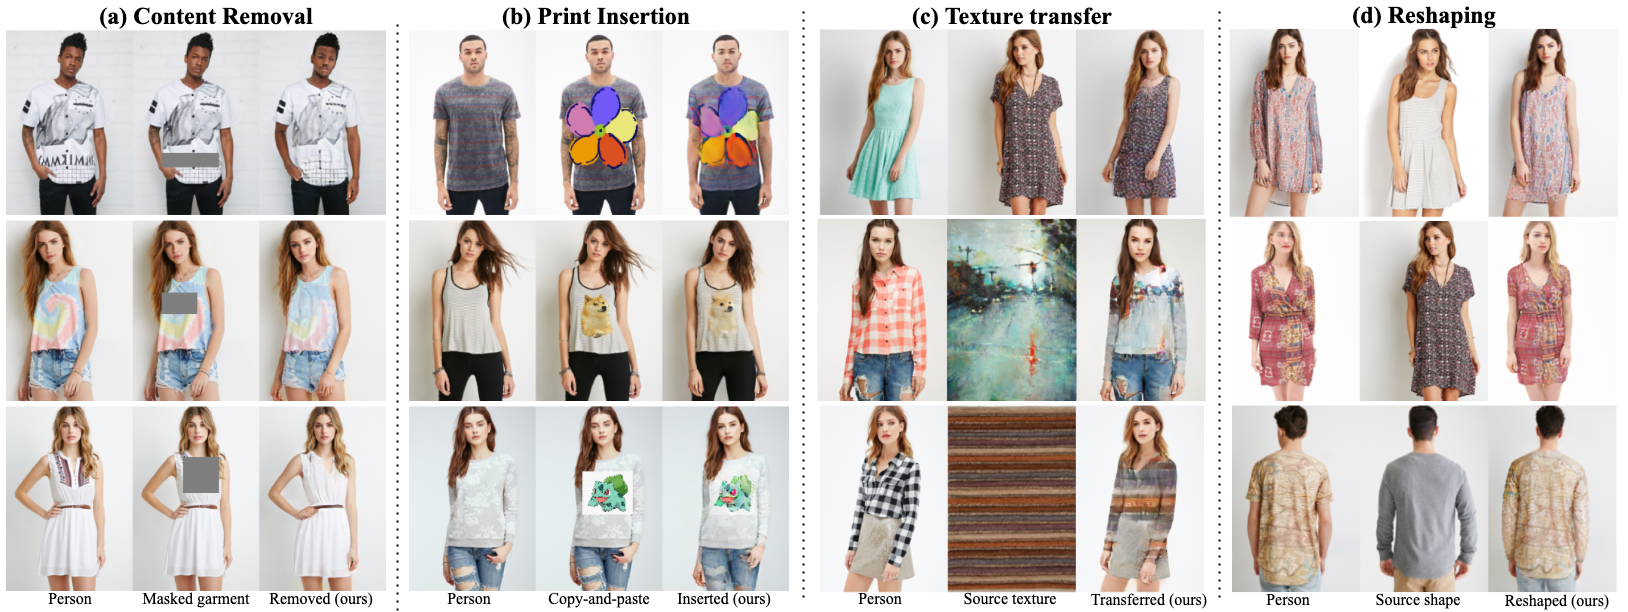 (a) Content Removal
(b) Print Insertion
(c) Texture transfer
(d) Reshaping
Person
Masked garment
Removed (ours)
Person
Copy-and-paste
Inserted (ours)
Person
Source texture
Transferred (ours)
Person
Source shape
Reshaped (ours)